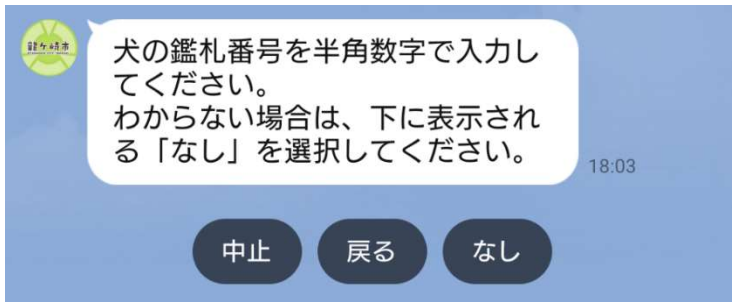 龍ケ崎市
犬の鑑札番号を半角数字で入力し
てください。
わからない場合は、下に表示され
る「なし」を選択してください。
18:03
中止
戻る
なし